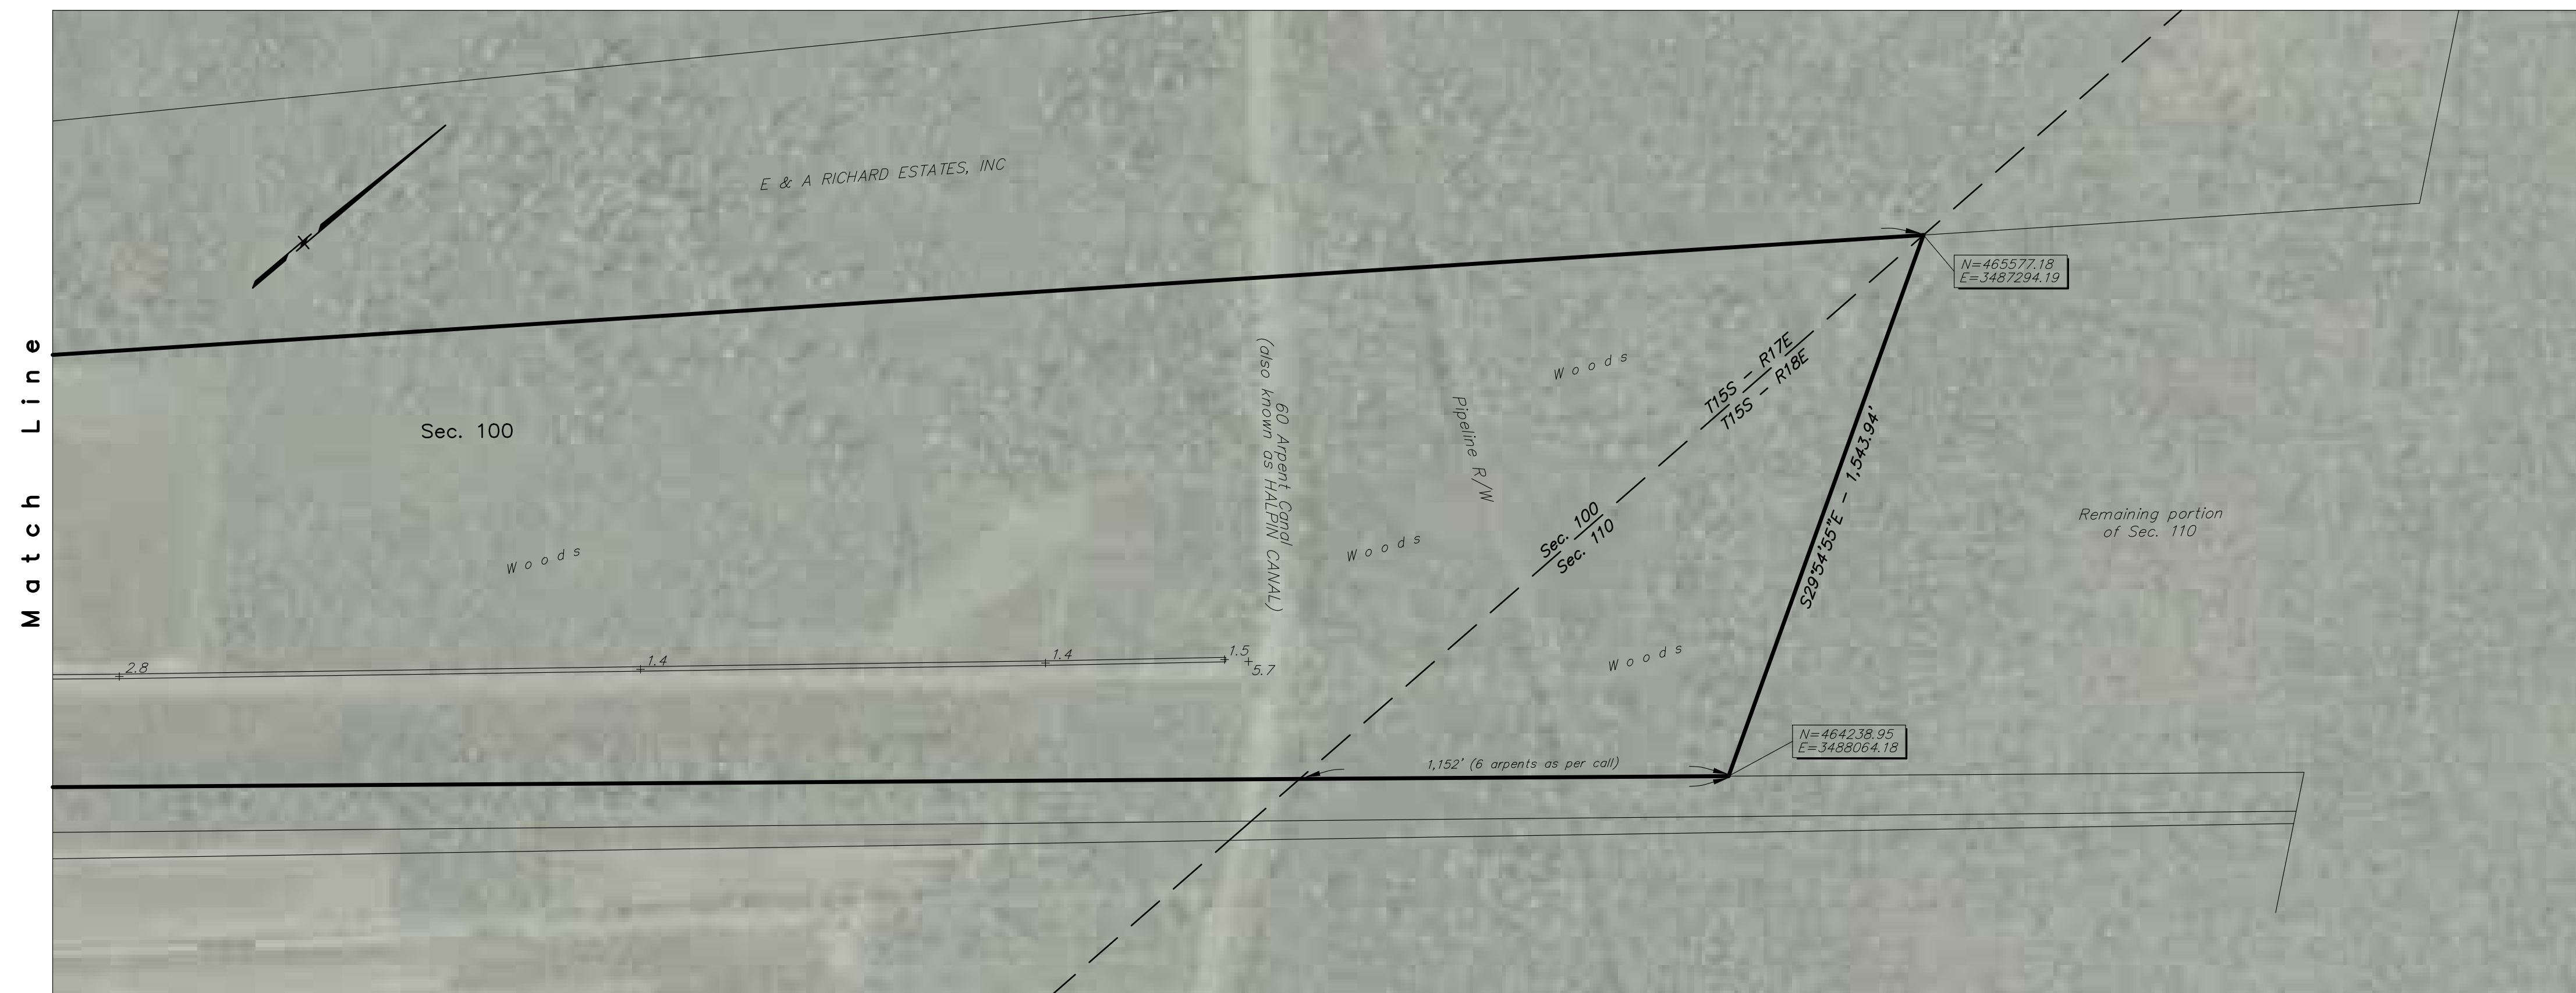 Match Line
E & A RICHARD ESTATES, INC
N=465577.18
E=3487294.19
T15S - R17E
T15S - R18E
Woods
(also known as HALPIN CANAL)
60 Arpent Canal
Pipeline R/W
Sec. 100
S29°54'55"E - 1,543.94'
Sec. 100
Sec. 110
Remaining portion
of Sec. 110
Woods
Woods
Woods
2.8
1.4
1.4
1.5
5.7
N=464238.95
E=3488064.18
1,152' (6 arpents as per call)